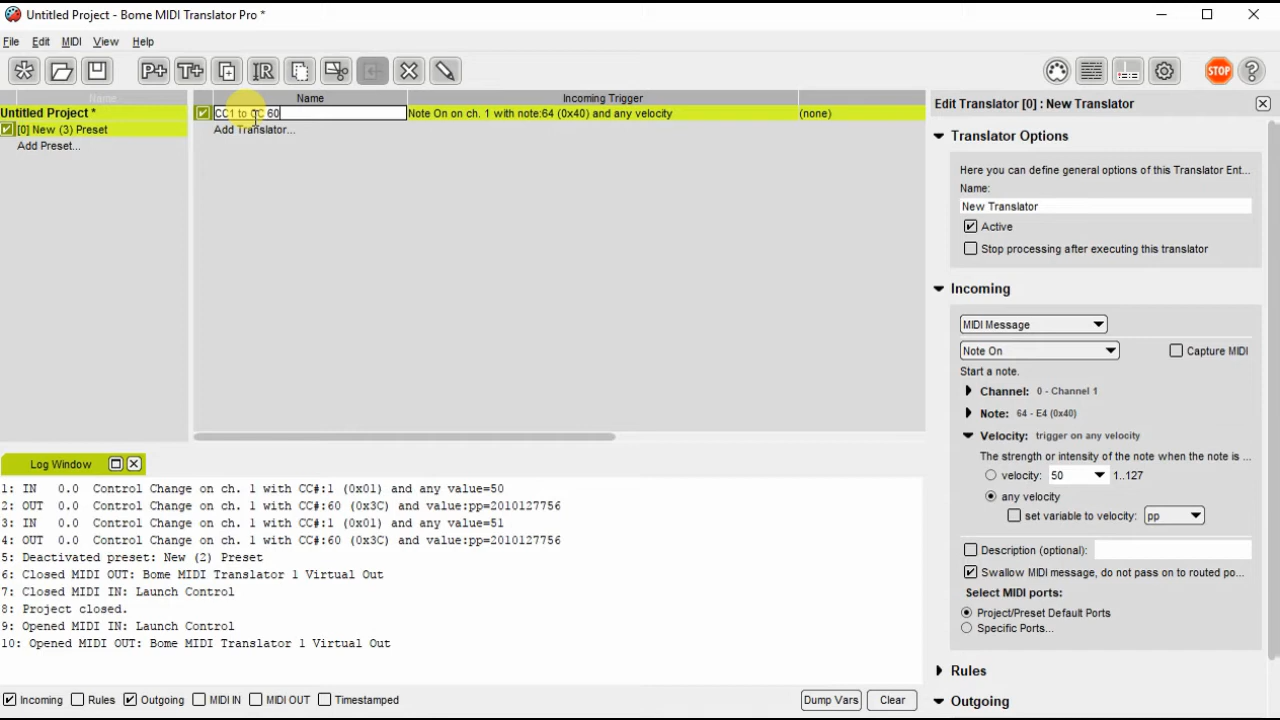 Untitled Project - Bome MIDI Translator Pro *
File Edit MIDI View Help
P+ T+ R STOP ?
Name
Untitled Project *
[0] New (3) Preset
Add Preset...
Name Incoming Trigger
CC1 to CC 60 Note On on ch. 1 with note:64 (0x40) and any velocity (none)
Add Translator...
Edit Translator [0] : New Translator
Translator Options
Here you can define general options of this Translator Ent...
Name:
New Translator
Active
Stop processing after executing this translator
Incoming
MIDI Message
Note On Capture MIDI
Start a note.
Channel: 0 - Channel 1
Note: 64 - E4 (0x40)
Velocity: trigger on any velocity
The strength or intensity of the note when the note is ...
velocity: 50 1..127
any velocity
set variable to velocity: pp
Description (optional):
Swallow MIDI message, do not pass on to routed po...
Select MIDI ports:
Project/Preset Default Ports
Specific Ports...
Rules
Outgoing
Log Window
1: IN 0.0 Control Change on ch. 1 with CC#:1 (0x01) and any value=50
2: OUT 0.0 Control Change on ch. 1 with CC#:60 (0x3C) and value:pp=2010127756
3: IN 0.0 Control Change on ch. 1 with CC#:1 (0x01) and any value=51
4: OUT 0.0 Control Change on ch. 1 with CC#:60 (0x3C) and value:pp=2010127756
5: Deactivated preset: New (2) Preset
6: Closed MIDI OUT: Bome MIDI Translator 1 Virtual Out
7: Closed MIDI IN: Launch Control
8: Project closed.
9: Opened MIDI IN: Launch Control
10: Opened MIDI OUT: Bome MIDI Translator 1 Virtual Out
Incoming Rules Outgoing MIDI IN MIDI OUT Timestamped Dump Vars Clear